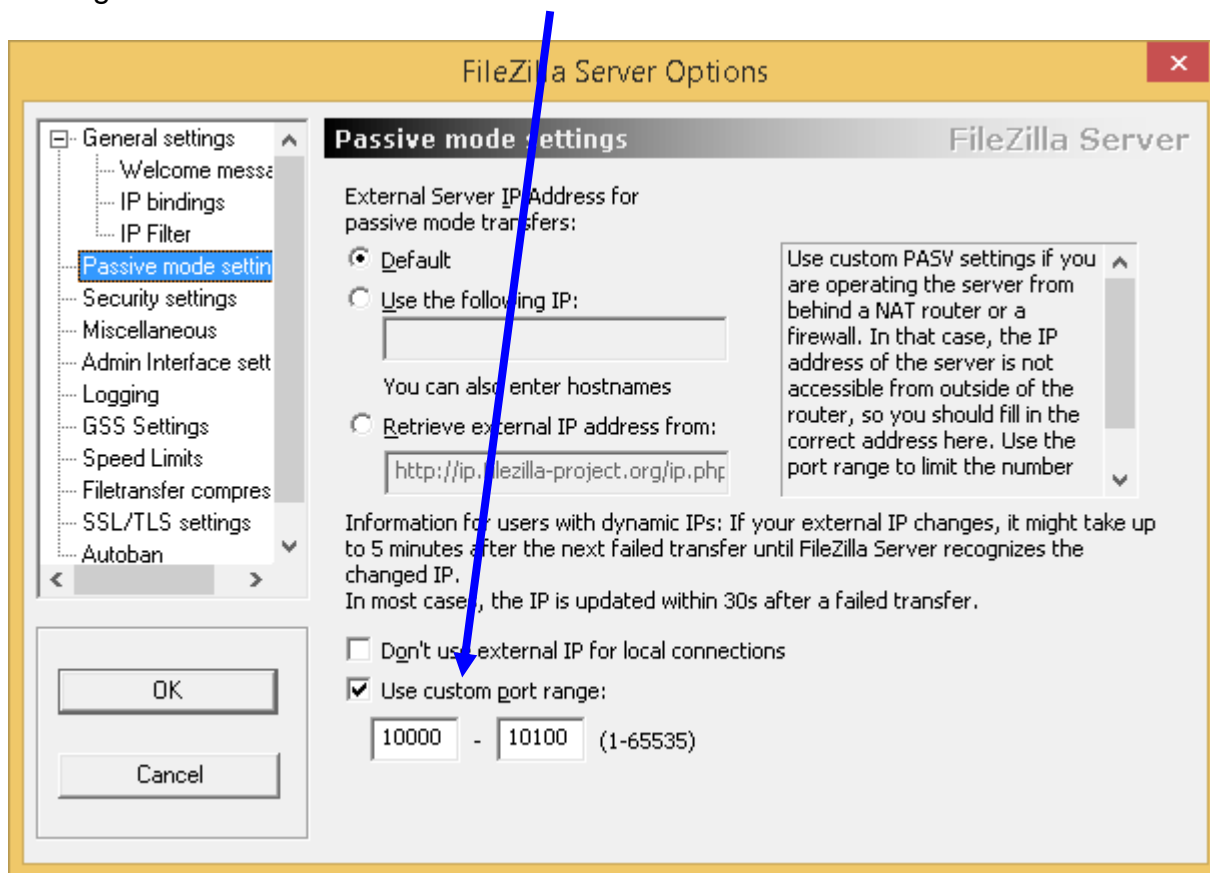 FileZilla Server Options
General settings
Welcome messa
IP bindings
IP Filter
Passive mode settin
Security settings
Miscellaneous
Admin Interface sett
Logging
GSS Settings
Speed Limits
Filetransfer compres
SSL/TLS settings
Autoban
OK
Cancel
Passive mode settings
FileZilla Server
External Server IP Address for
passive mode transfers:
Default
Use the following IP:
You can also enter hostnames
Retrieve external IP address from:
http://ip.filezilla-project.org/ip.php
Use custom PASV settings if you
are operating the server from
behind a NAT router or a
firewall. In that case, the IP
address of the server is not
accessible from outside of the
router, so you should fill in the
correct address here. Use the
port range to limit the number
Information for users with dynamic IPs: If your external IP changes, it might take up
to 5 minutes after the next failed transfer until FileZilla Server recognizes the
changed IP.
In most cases, the IP is updated within 30s after a failed transfer.
Don't use external IP for local connections
Use custom port range:
10000 - 10100 (1-65535)